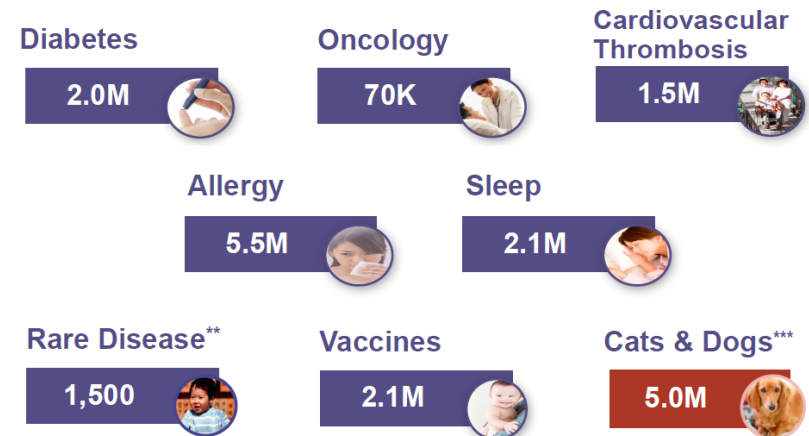 Diabetes
2.0M
Oncology
70K
Cardiovascular
Thrombosis
1.5M
Allergy
5.5M
Sleep
2.1M
Rare Disease**
1,500
Vaccines
2.1M
Cats & Dogs***
5.0M